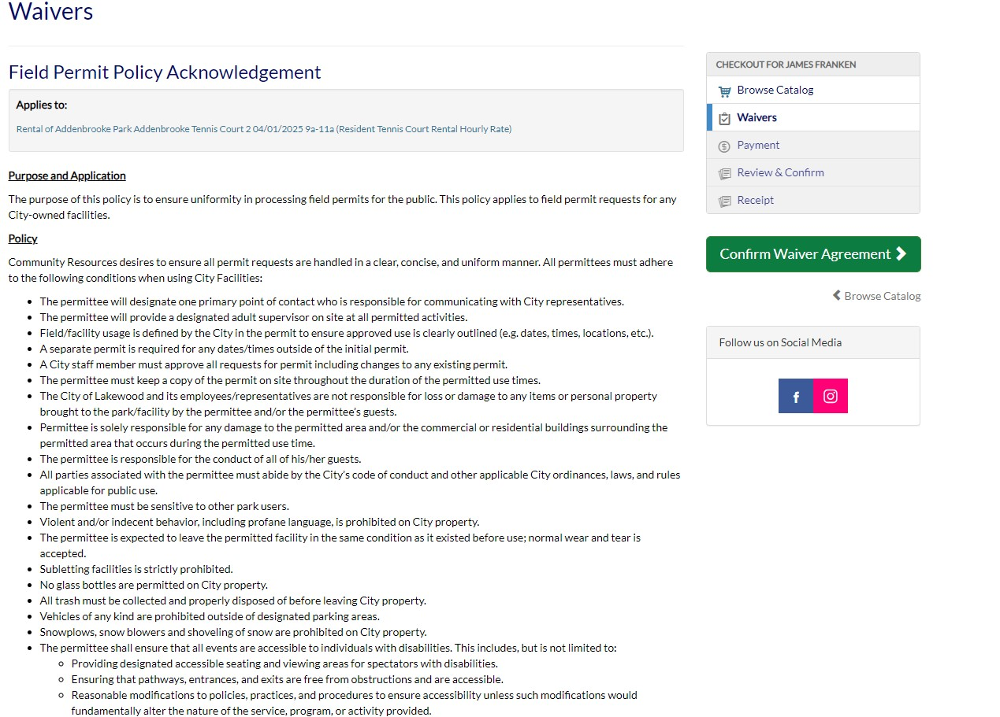 Waivers
Field Permit Policy Acknowledgement
Applies to:
Rental of Addenbrooke Park Addenbrooke Tennis Court 2 04/01/2025 9a-11a (Resident Tennis Court Rental Hourly Rate)
Purpose and Application
The purpose of this policy is to ensure uniformity in processing field permits for the public. This policy applies to field permit requests for any
City-owned facilities.
Policy
Community Resources desires to ensure all permit requests are handled in a clear, concise, and uniform manner. All permittees must adhere
to the following conditions when using City Facilities:
• The permittee will designate one primary point of contact who is responsible for communicating with City representatives.
• The permittee will provide a designated adult supervisor on site at all permitted activities.
• Field/facility usage is defined by the City in the permit to ensure approved use is clearly outlined (e.g. dates, times, locations, etc.).
• A separate permit is required for any dates/times outside of the initial permit.
• A City staff member must approve all requests for permit including changes to any existing permit.
• The permittee must keep a copy of the permit on site throughout the duration of the permitted use times.
• The City of Lakewood and its employees/representatives are not responsible for loss or damage to any items or personal property
brought to the park/facility by the permittee and/or the permittee's guests.
• Permittee is solely responsible for any damage to the permitted area and/or the commercial or residential buildings surrounding the
permitted area that occurs during the permitted use time.
• The permittee is responsible for the conduct of all of his/her guests.
• All parties associated with the permittee must abide by the City's code of conduct and other applicable City ordinances, laws, and rules
applicable for public use.
• The permittee must be sensitive to other park users.
• Violent and/or indecent behavior, including profane language, is prohibited on City property.
• The permittee is expected to leave the permitted facility in the same condition as it existed before use; normal wear and tear is
accepted.
• Subletting facilities is strictly prohibited.
• No glass bottles are permitted on City property.
• All trash must be collected and properly disposed of before leaving City property.
• Vehicles of any kind are prohibited outside of designated parking areas.
• Snowplows, snow blowers and shoveling of snow are prohibited on City property.
• The permittee shall ensure that all events are accessible to individuals with disabilities. This includes, but is not limited to:
◦ Providing designated accessible seating and viewing areas for spectators with disabilities.
◦ Ensuring that pathways, entrances, and exits are free from obstructions and are accessible.
◦ Reasonable modifications to policies, practices, and procedures to ensure accessibility unless such modifications would
fundamentally alter the nature of the service, program, or activity provided.
CHECKOUT FOR JAMES FRANKEN
Browse Catalog
Waivers
Payment
Review & Confirm
Receipt
Confirm Waiver Agreement
Browse Catalog
Follow us on Social Media